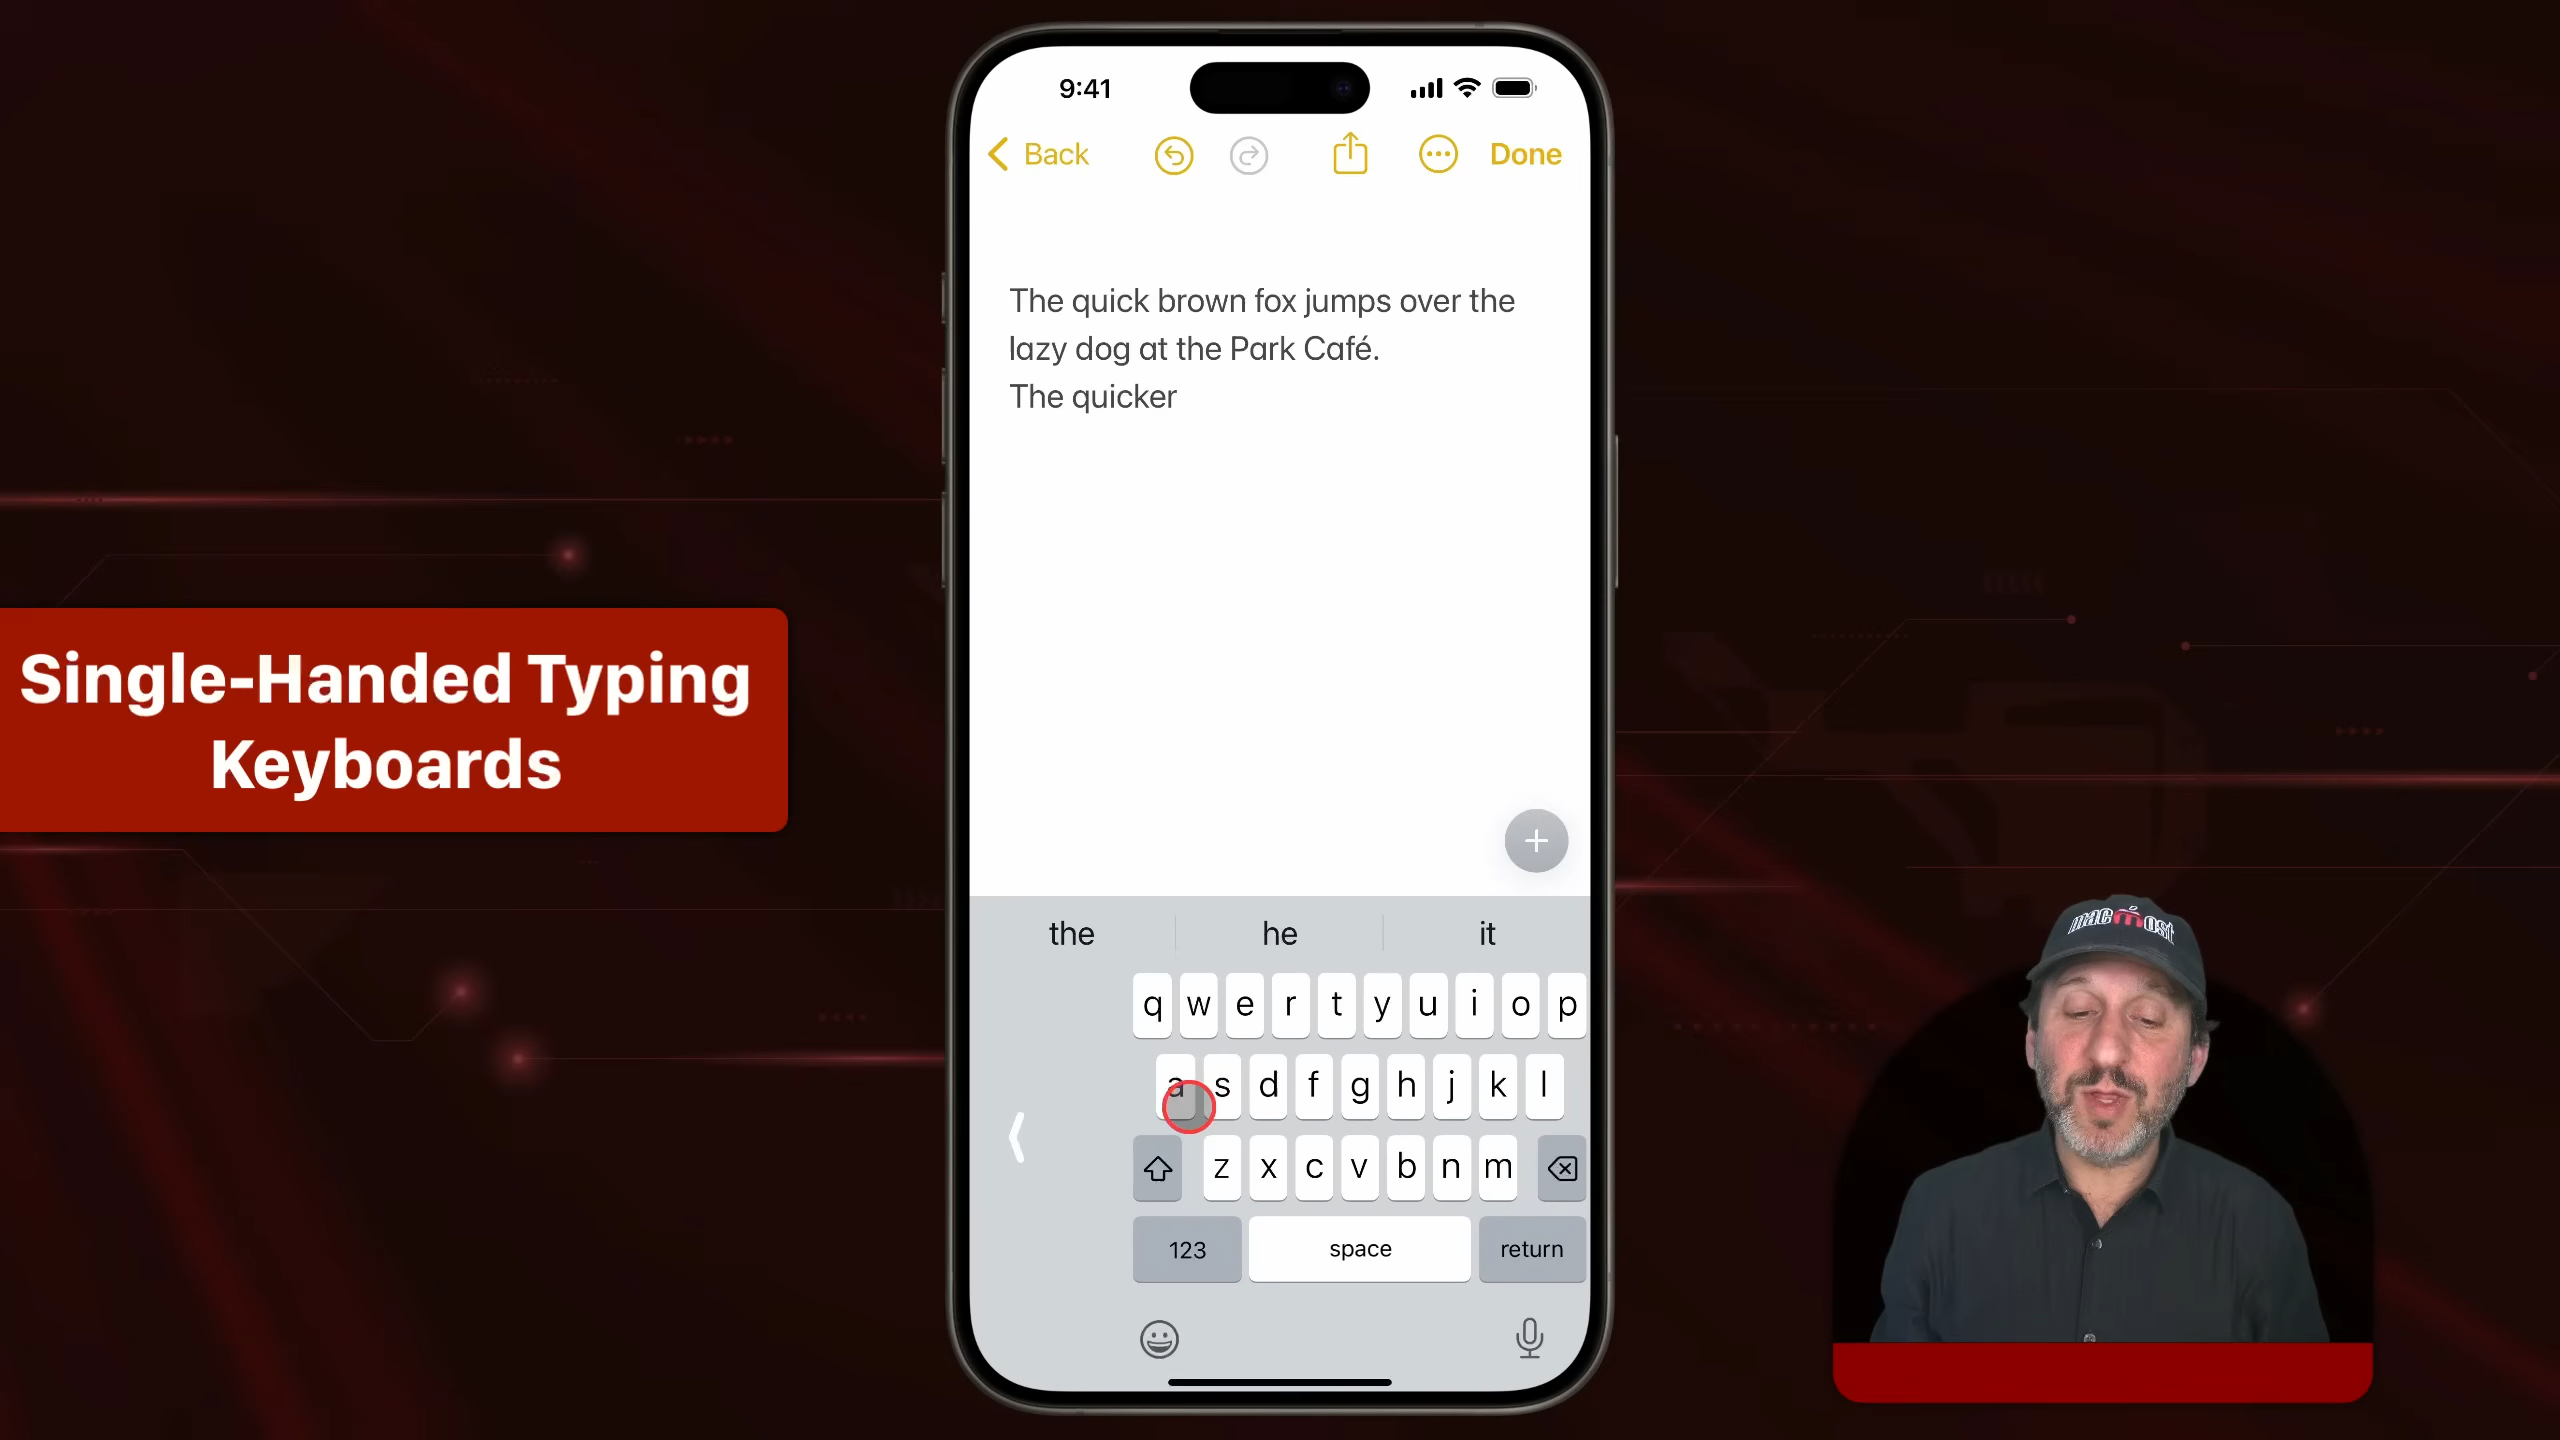 9:41
Back
Done
The quick brown fox jumps over the
lazy dog at the Park Café.
The quicker
Single-Handed Typing
Keyboards
the he it
q w e r t y u i o p
a s d f g h j k l
z x c v b n m
123 space return
macmost